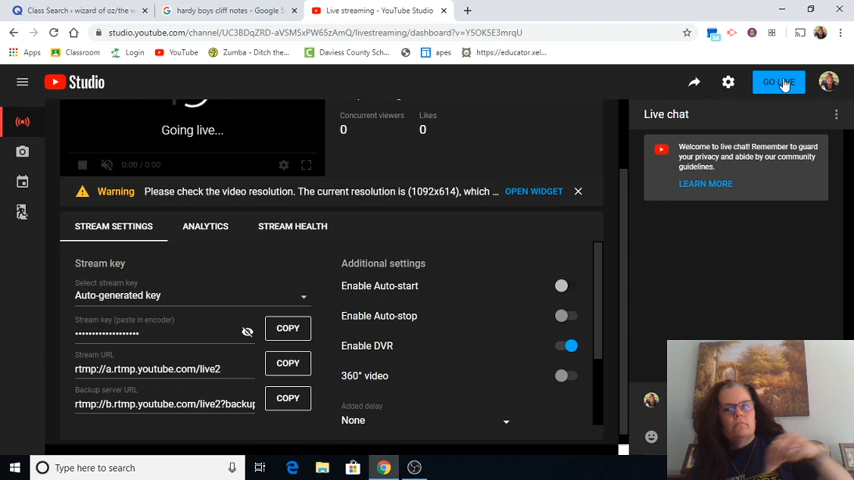 Class Search » wizard of oz/the w
hardy boys cliff notes - Google S
Live streaming - YouTube Studio
studio.youtube.com/channel/UC3BDqZRD-aVSM5xPW65zAmQ/livestreaming/dashboard?v=Y5OK5E3mrqU
Apps
Classroom
Login
YouTube
Zumba - Ditch the...
Daviess County Sch...
apes
https://educator.xel...
Studio
GO LIVE
Going live...
0:00 / 0:00
Concurrent viewers
0
Likes
0
Warning Please check the video resolution. The current resolution is (1092x614), which ... OPEN WIDGET
STREAM SETTINGS
ANALYTICS
STREAM HEALTH
Stream key
Select stream key
Auto-generated key
Stream key (paste in encoder)
COPY
Stream URL
rtmp://a.rtmp.youtube.com/live2
COPY
Backup server URL
rtmp://b.rtmp.youtube.com/live2?backup
COPY
Additional settings
Enable Auto-start
Enable Auto-stop
Enable DVR
360° video
Added delay
None
Live chat
Welcome to live chat! Remember to guard
your privacy and abide by our community
guidelines.
LEARN MORE
Type here to search